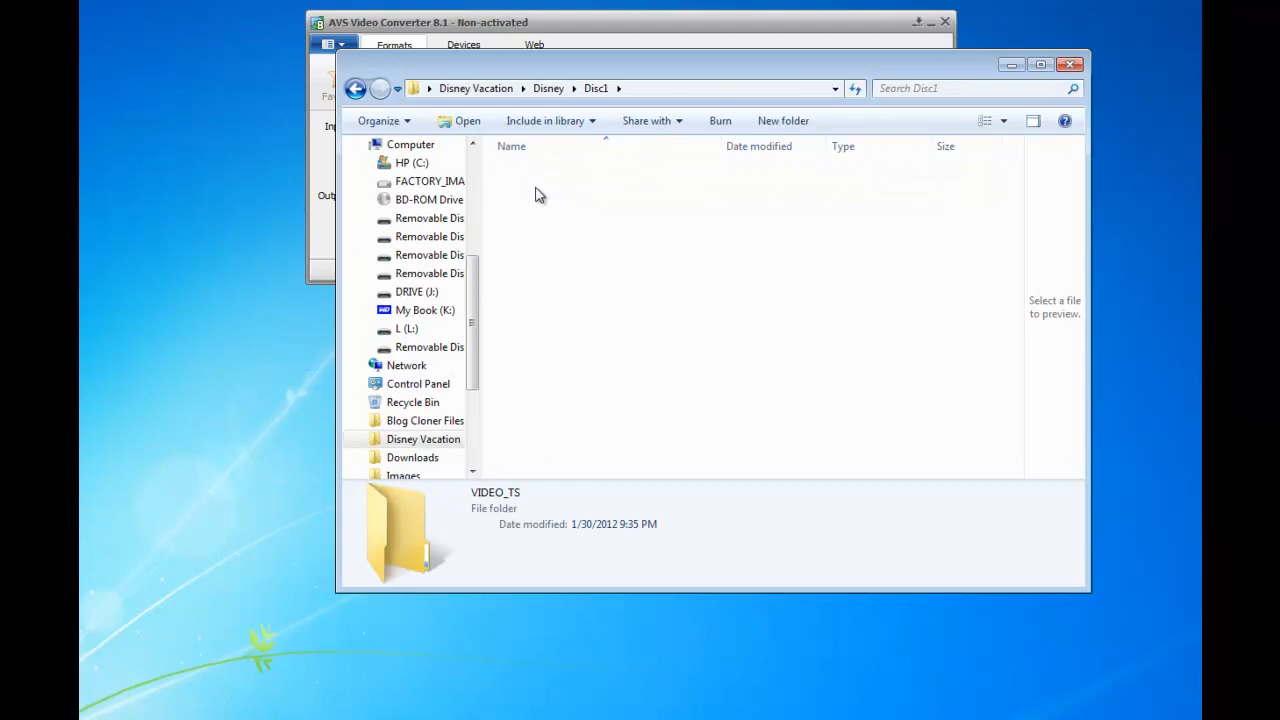 AVS Video Converter 8.1 - Non-activated
Formats Devices Web
Disney Vacation Disney Disc1 Search Disc1
Organize Open Include in library Share with Burn New folder
Name Date modified Type Size
Computer
HP (C:)
FACTORY_IMA
BD-ROM Drive
Removable Dis
Removable Dis
Removable Dis
Removable Dis
DRIVE (J:)
My Book (K:)
L (L:)
Removable Dis
Network
Control Panel
Recycle Bin
Blog Cloner Files
Disney Vacation
Downloads
Images
Select a file
to preview.
VIDEO_TS
File folder
Date modified: 1/30/2012 9:35 PM